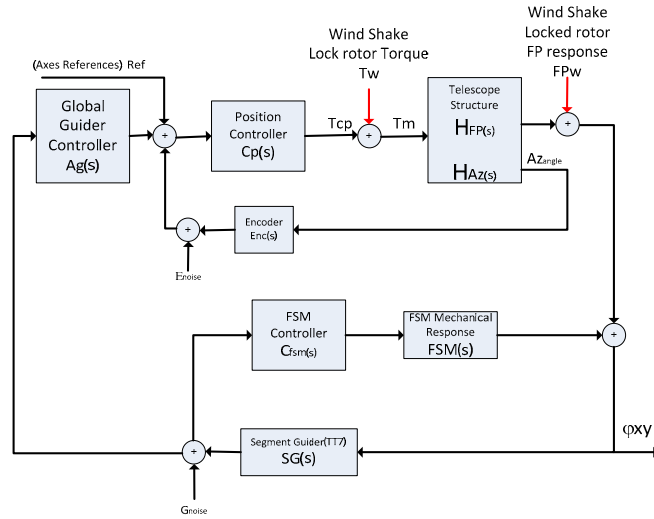 Wind Shake
Lock rotor Torque
Tw
Wind Shake
Locked rotor
FP response
FPw
(Axes References) Ref
Global
Guider
Controller
Ag(s)
+
Position
Controller
Cp(s)
Tcp
+
Tm
Telescope
Structure
HFP(s)
HAz(s)
+
Azangle
Encoder
Enc(s)
+
Enoise
FSM
Controller
Cfsm(s)
FSM Mechanical
Response
FSM(s)
+
φxy
Segment Guider(TT7)
SG(s)
+
Gnoise